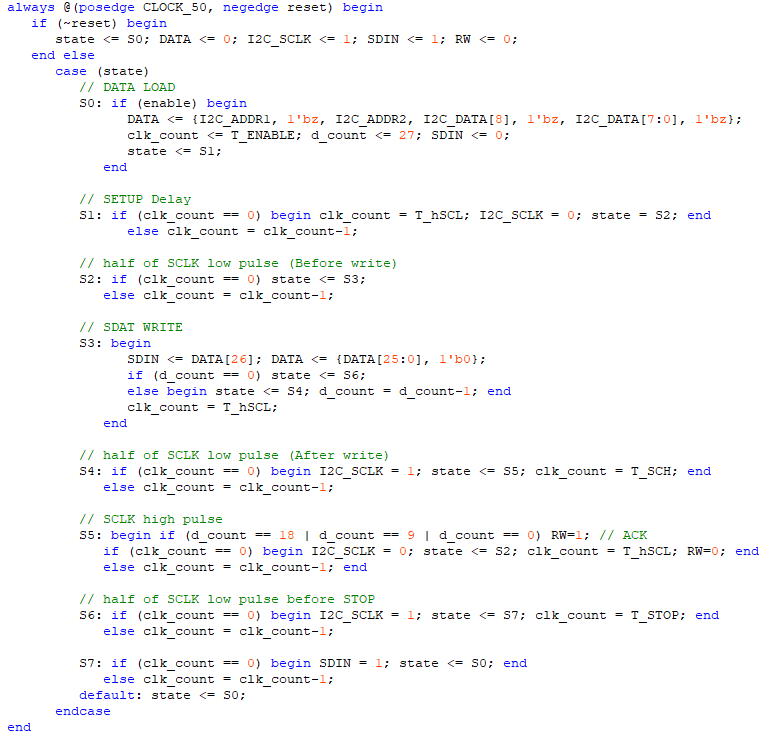 always @(posedge CLOCK_50, negedge reset) begin
   if (~reset) begin
      state <= S0; DATA <= 0; I2C_SCLK <= 1; SDIN <= 1; RW <= 0;
   end else
      case (state)
         // DATA LOAD
         S0: if (enable) begin
               DATA <= {I2C_ADDR1, 1'bz, I2C_ADDR2, I2C_DATA[8], 1'bz, I2C_DATA[7:0], 1'bz};
               clk_count <= T_ENABLE; d_count <= 27; SDIN <= 0;
               state <= S1;
            end

         // SETUP Delay
         S1: if (clk_count == 0) begin clk_count = T_hSCL; I2C_SCLK = 0; state = S2; end
               else clk_count = clk_count-1;

         // half of SCLK low pulse (Before write)
         S2: if (clk_count == 0) state <= S3;
            else clk_count = clk_count-1;

         // SDAT WRITE
         S3: begin
               SDIN <= DATA[26]; DATA <= {DATA[25:0], 1'b0};
               if (d_count == 0) state <= S6;
               else begin state <= S4; d_count = d_count-1; end
               clk_count = T_hSCL;
            end

         // half of SCLK low pulse (After write)
         S4: if (clk_count == 0) begin I2C_SCLK = 1; state <= S5; clk_count = T_SCH; end
            else clk_count = clk_count-1;

         // SCLK high pulse
         S5: begin if (d_count == 18 | d_count == 9 | d_count == 0) RW=1; // ACK
            if (clk_count == 0) begin I2C_SCLK = 0; state <= S2; clk_count = T_hSCL; RW=0; end
            else clk_count = clk_count-1; end

         // half of SCLK low pulse before STOP
         S6: if (clk_count == 0) begin I2C_SCLK = 1; state <= S7; clk_count = T_STOP; end
            else clk_count = clk_count-1;

         S7: if (clk_count == 0) begin SDIN = 1; state <= S0; end
            else clk_count = clk_count-1;
         default: state <= S0;
      endcase
end